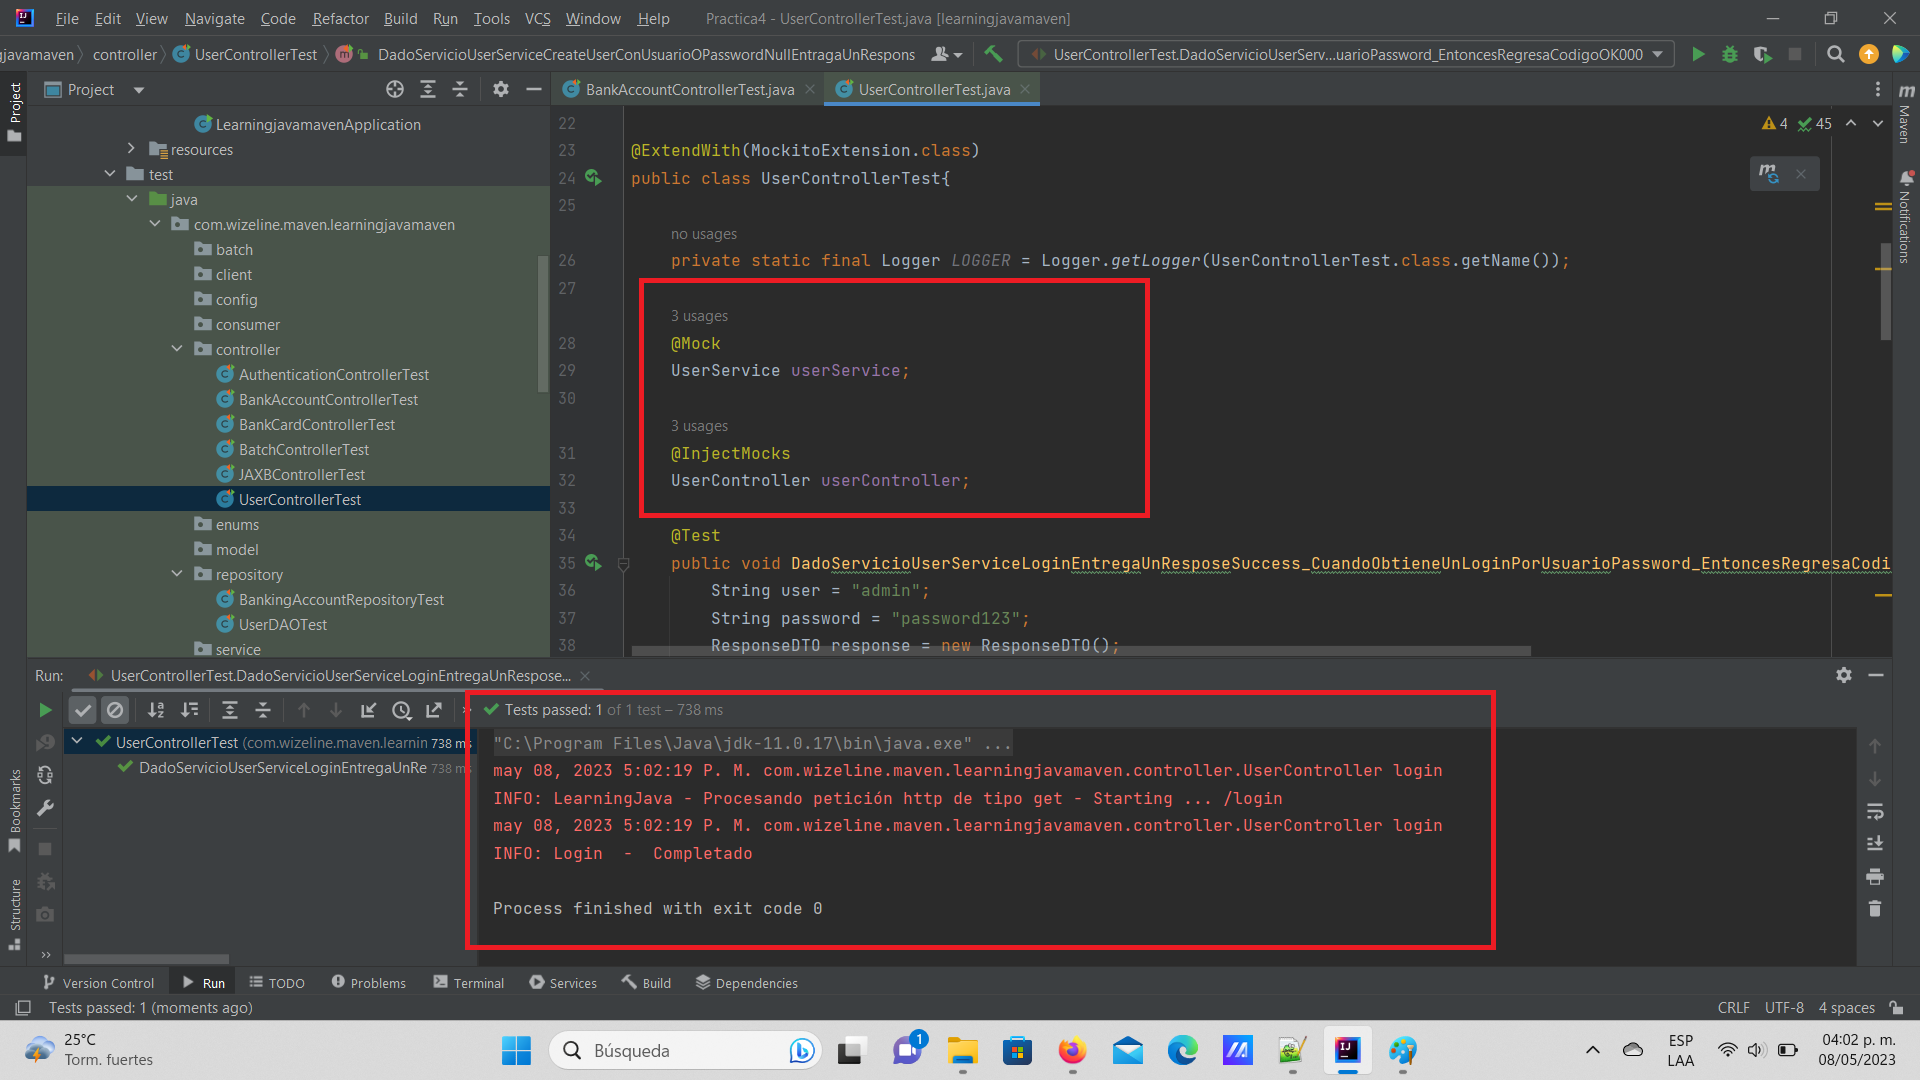 File Edit View Navigate Code Refactor Build Run Tools VCS Window Help Practica4 - UserControllerTest.java [learningjavamaven]
gjavamaven controller UserControllerTest DadoServicioUserServiceCreateUserConUsuarioOPasswordNullEntragaUnRespons UserControllerTest.DadoServicioUserServ...uarioPassword_EntoncesRegresaCodigoOK000
Project
BankAccountControllerTest.java
UserControllerTest.java
Project
Bookmarks
Structure
Maven
Notifications
LearningjavamavenApplication
resources
test
java
com.wizeline.maven.learningjavamaven
batch
client
config
consumer
controller
AuthenticationControllerTest
BankAccountControllerTest
BankCardControllerTest
BatchControllerTest
JAXBControllerTest
UserControllerTest
enums
model
repository
BankingAccountRepositoryTest
UserDAOTest
service
4 45
22
23 @ExtendWith(MockitoExtension.class)
24 public class UserControllerTest{
25
no usages
26 private static final Logger LOGGER = Logger.getLogger(UserControllerTest.class.getName());
27
3 usages
28 @Mock
29 UserService userService;
30
3 usages
31 @InjectMocks
32 UserController userController;
33
34 @Test
35 public void DadoServicioUserServiceLoginEntregaUnResposeSuccess_CuandoObtieneUnLoginPorUsuarioPassword_EntoncesRegresaCodi
36 String user = "admin";
37 String password = "password123";
38 ResponseDTO response = new ResponseDTO();
Run: UserControllerTest.DadoServicioUserServiceLoginEntregaUnRespose...
Tests passed: 1 of 1 test – 738 ms
UserControllerTest (com.wizeline.maven.learnin 738 ms
DadoServicioUserServiceLoginEntregaUnRe 738 ms
"C:\Program Files\Java\jdk-11.0.17\bin\java.exe" ...
may 08, 2023 5:02:19 P. M. com.wizeline.maven.learningjavamaven.controller.UserController login
INFO: LearningJava - Procesando petición http de tipo get - Starting ... /login
may 08, 2023 5:02:19 P. M. com.wizeline.maven.learningjavamaven.controller.UserController login
INFO: Login - Completado
Process finished with exit code 0
Version Control Run TODO Problems Terminal Services Build Dependencies
Tests passed: 1 (moments ago) CRLF UTF-8 4 spaces
25°C
Torm. fuertes
Búsqueda
1
ESP
LAA
04:02 p. m.
08/05/2023